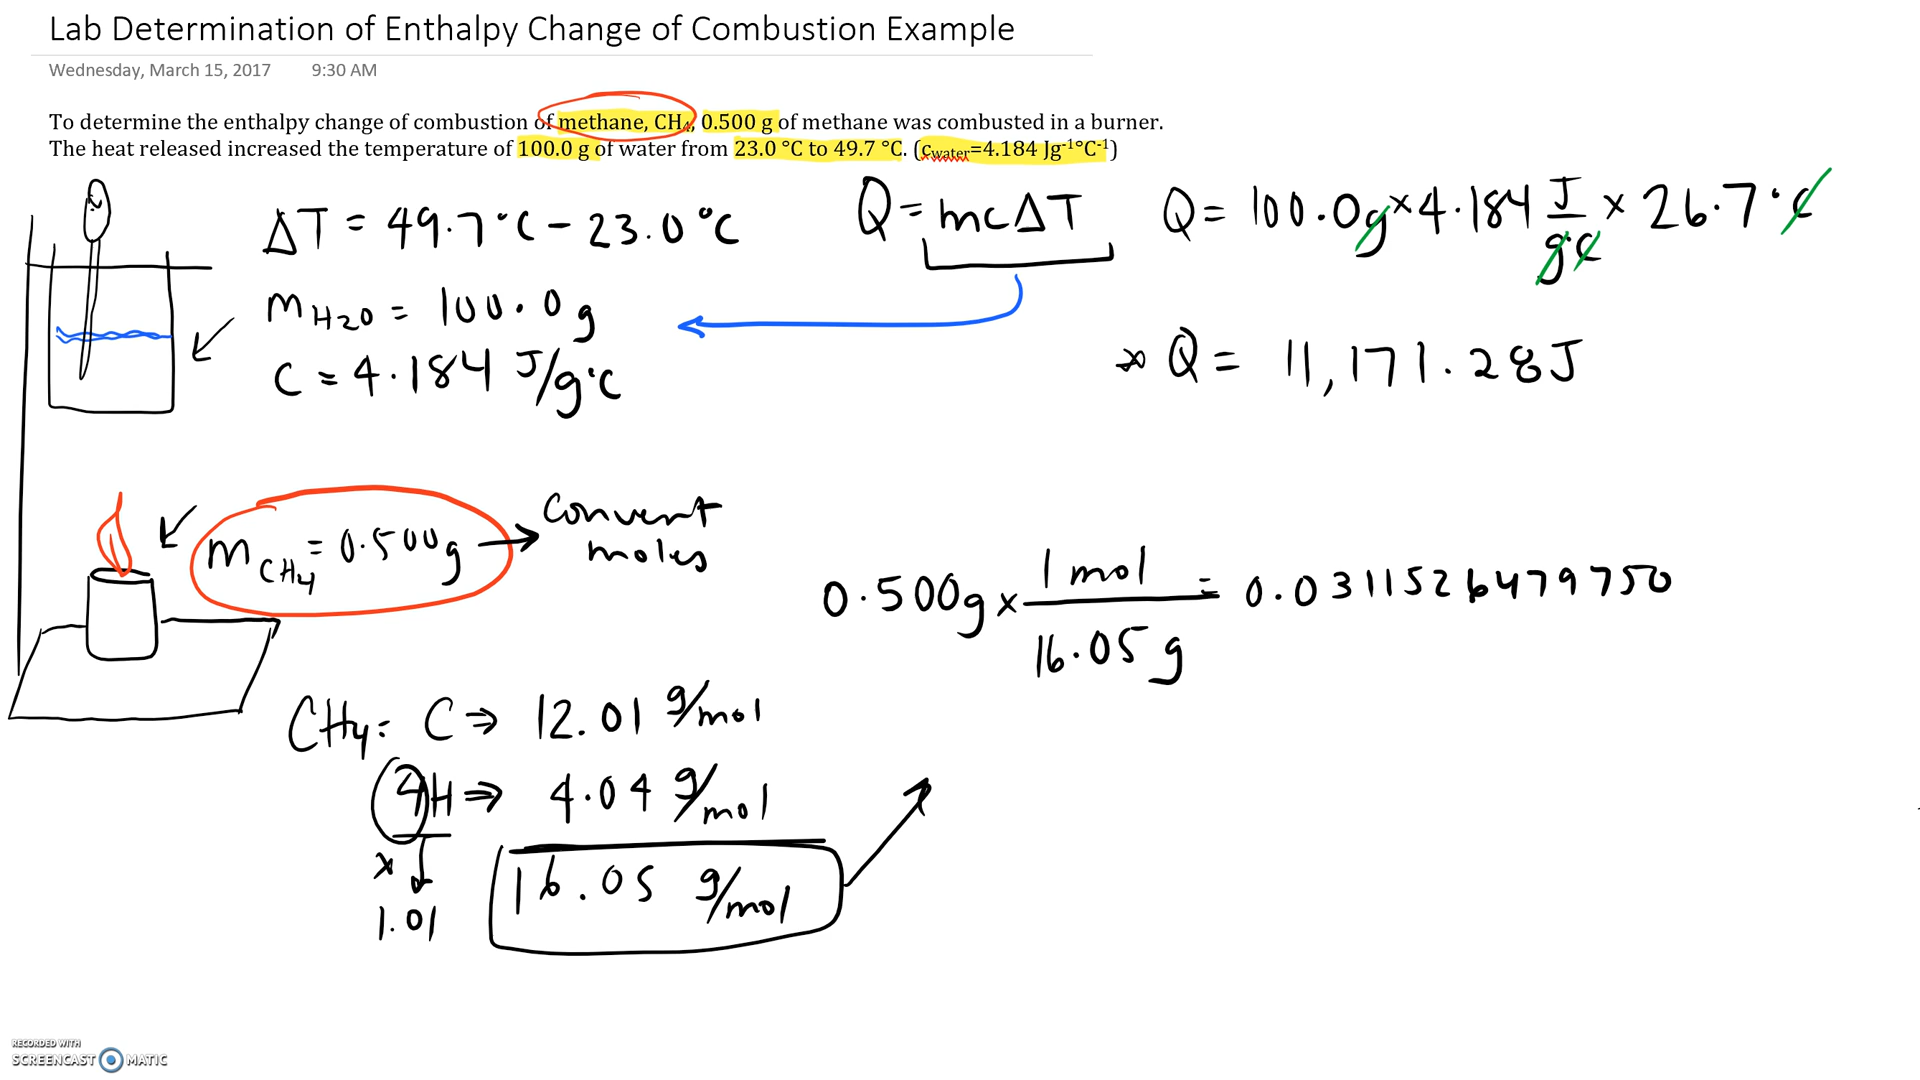 Lab Determination of Enthalpy Change of Combustion Example
Wednesday, March 15, 2017 9:30 AM
To determine the enthalpy change of combustion of methane, CH₄, 0.500 g of methane was combusted in a burner.
The heat released increased the temperature of 100.0 g of water from 23.0 °C to 49.7 °C. (c_water=4.184 Jg⁻¹°C⁻¹)
ΔT = 49.7°C - 23.0°C
m_H2O = 100.0 g
C = 4.184 J/g°C
Q = mcΔT
Q = 100.0g × 4.184 J/g°C × 26.7°C
* Q = 11,171.28J
m_CH4 = 0.500g → Convert
moles
0.500g × 1 mol / 16.05 g = 0.0311526479750
CH4 = C ⇒ 12.01 g/mol
4H ⇒ 4.04 g/mol
×
1.01
16.05 g/mol
RECORDED WITH
SCREENCAST MATIC